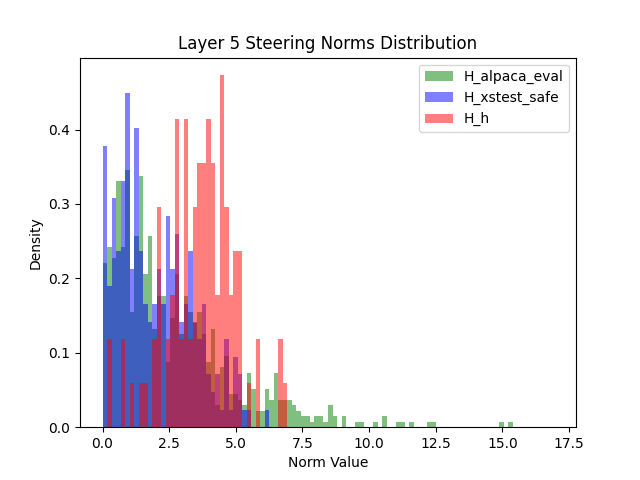 Layer 5 Steering Norms Distribution
H_alpaca_eval
H_xstest_safe
H_h
Density
0.4
0.3
0.2
0.1
0.0
0.0 2.5 5.0 7.5 10.0 12.5 15.0 17.5
Norm Value